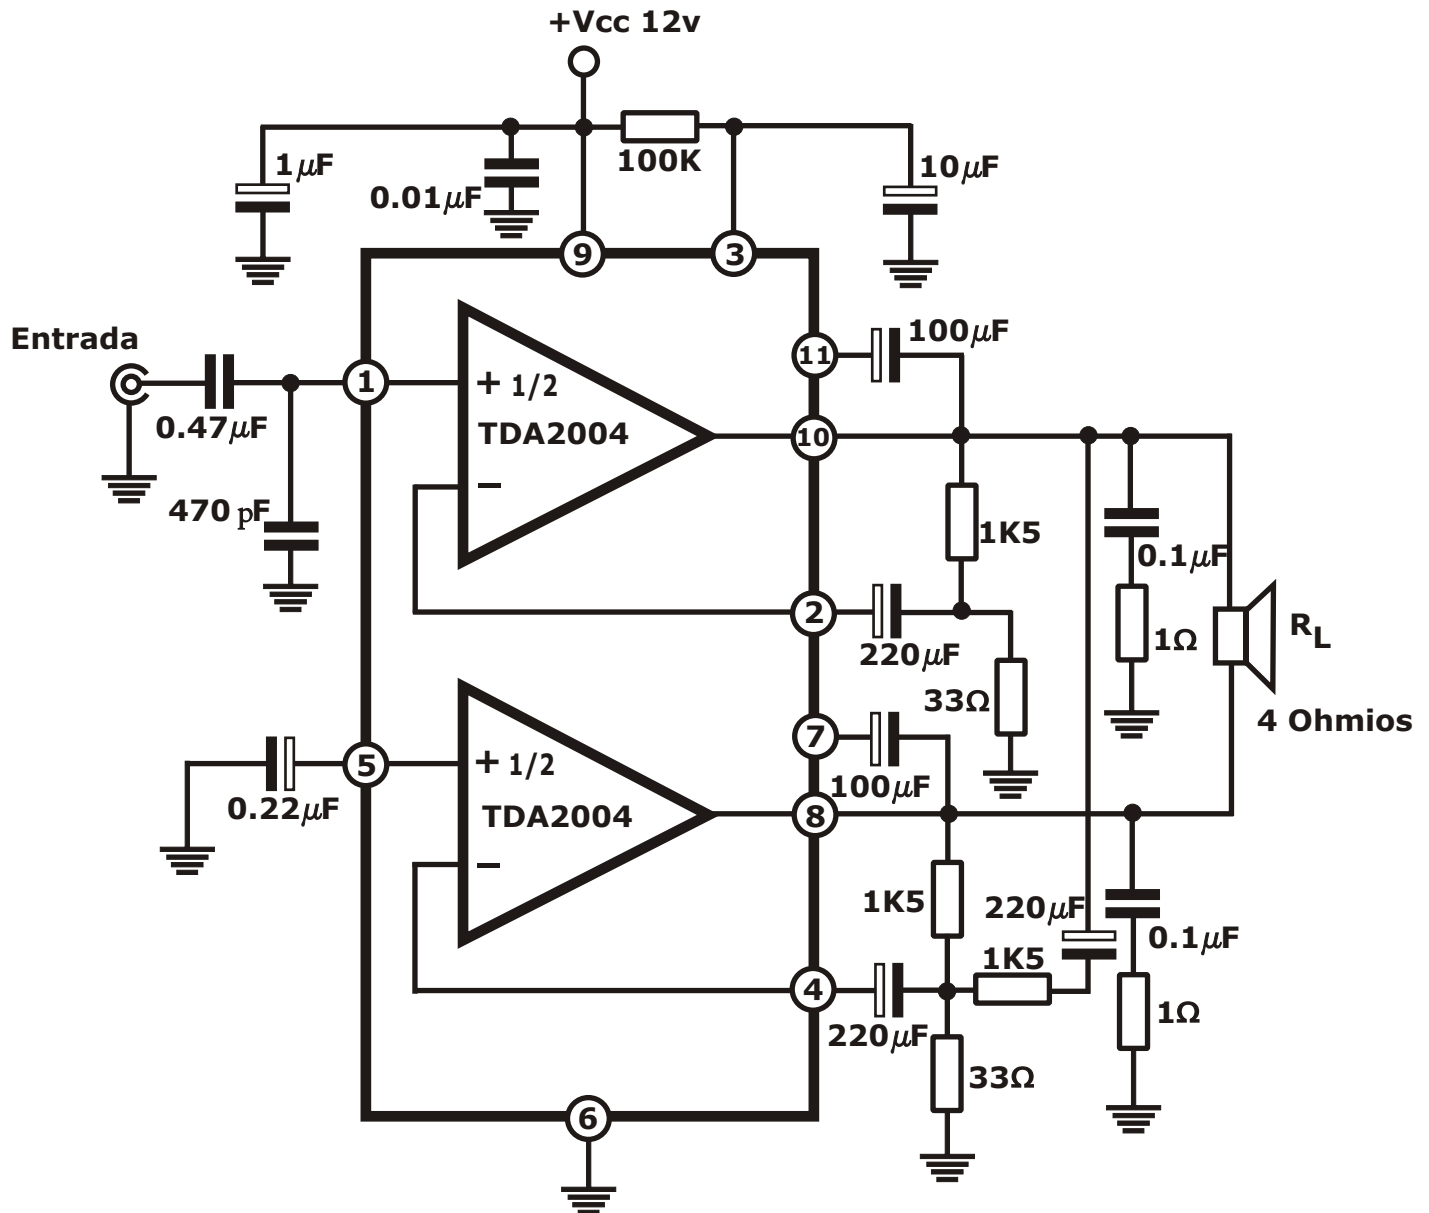 +Vcc 12v
1µF
0.01µF
100K
10µF
9
3
Entrada
0.47µF
470 pF
1
+ 1/2
TDA2004
−
11
100µF
10
1K5
0.1µF
1Ω
RL
4 Ohmios
2
220µF
33Ω
7
100µF
5
0.22µF
+ 1/2
TDA2004
−
8
1K5
220µF
0.1µF
1K5
4
220µF
1Ω
33Ω
6